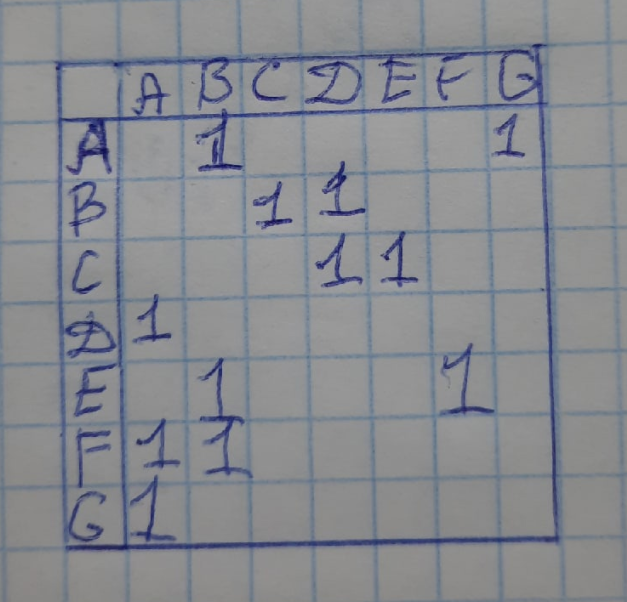 A B C D E F G
A 1 1
B 1 1
C 1 1
D 1
E 1 1
F 1 1
G 1